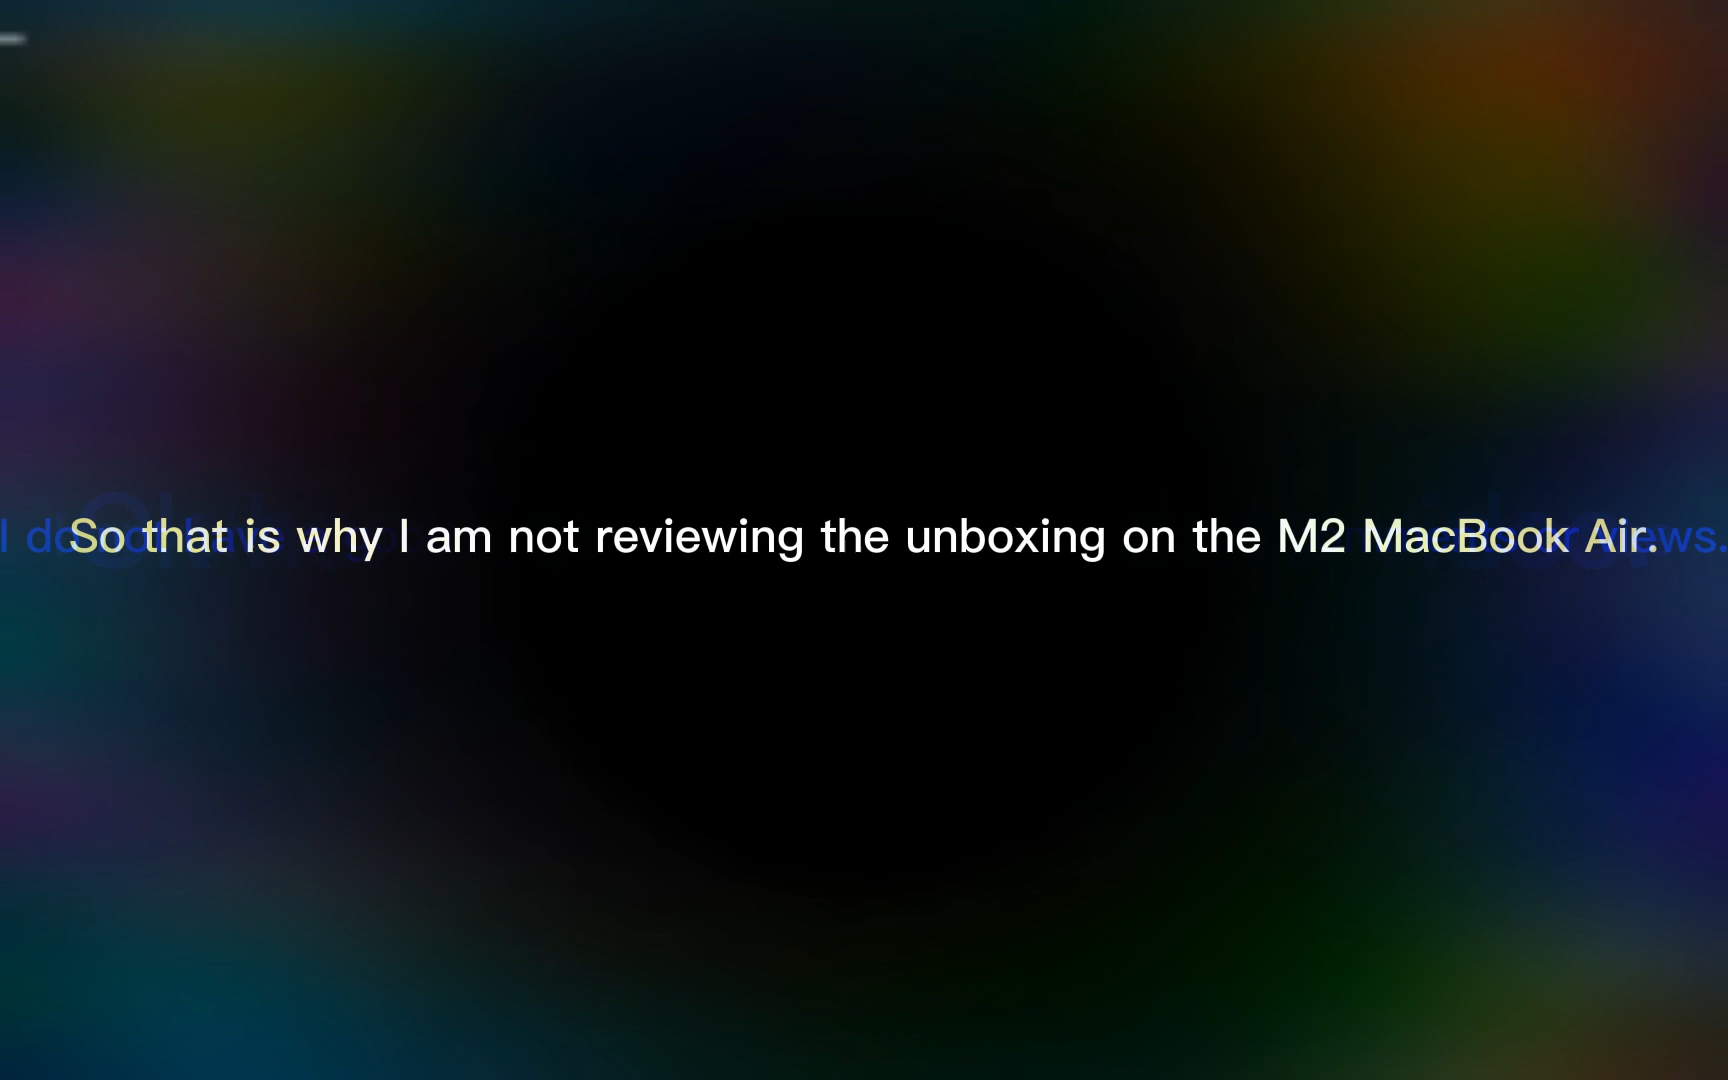 So that is why I am not reviewing the unboxing on the M2 MacBook Air.